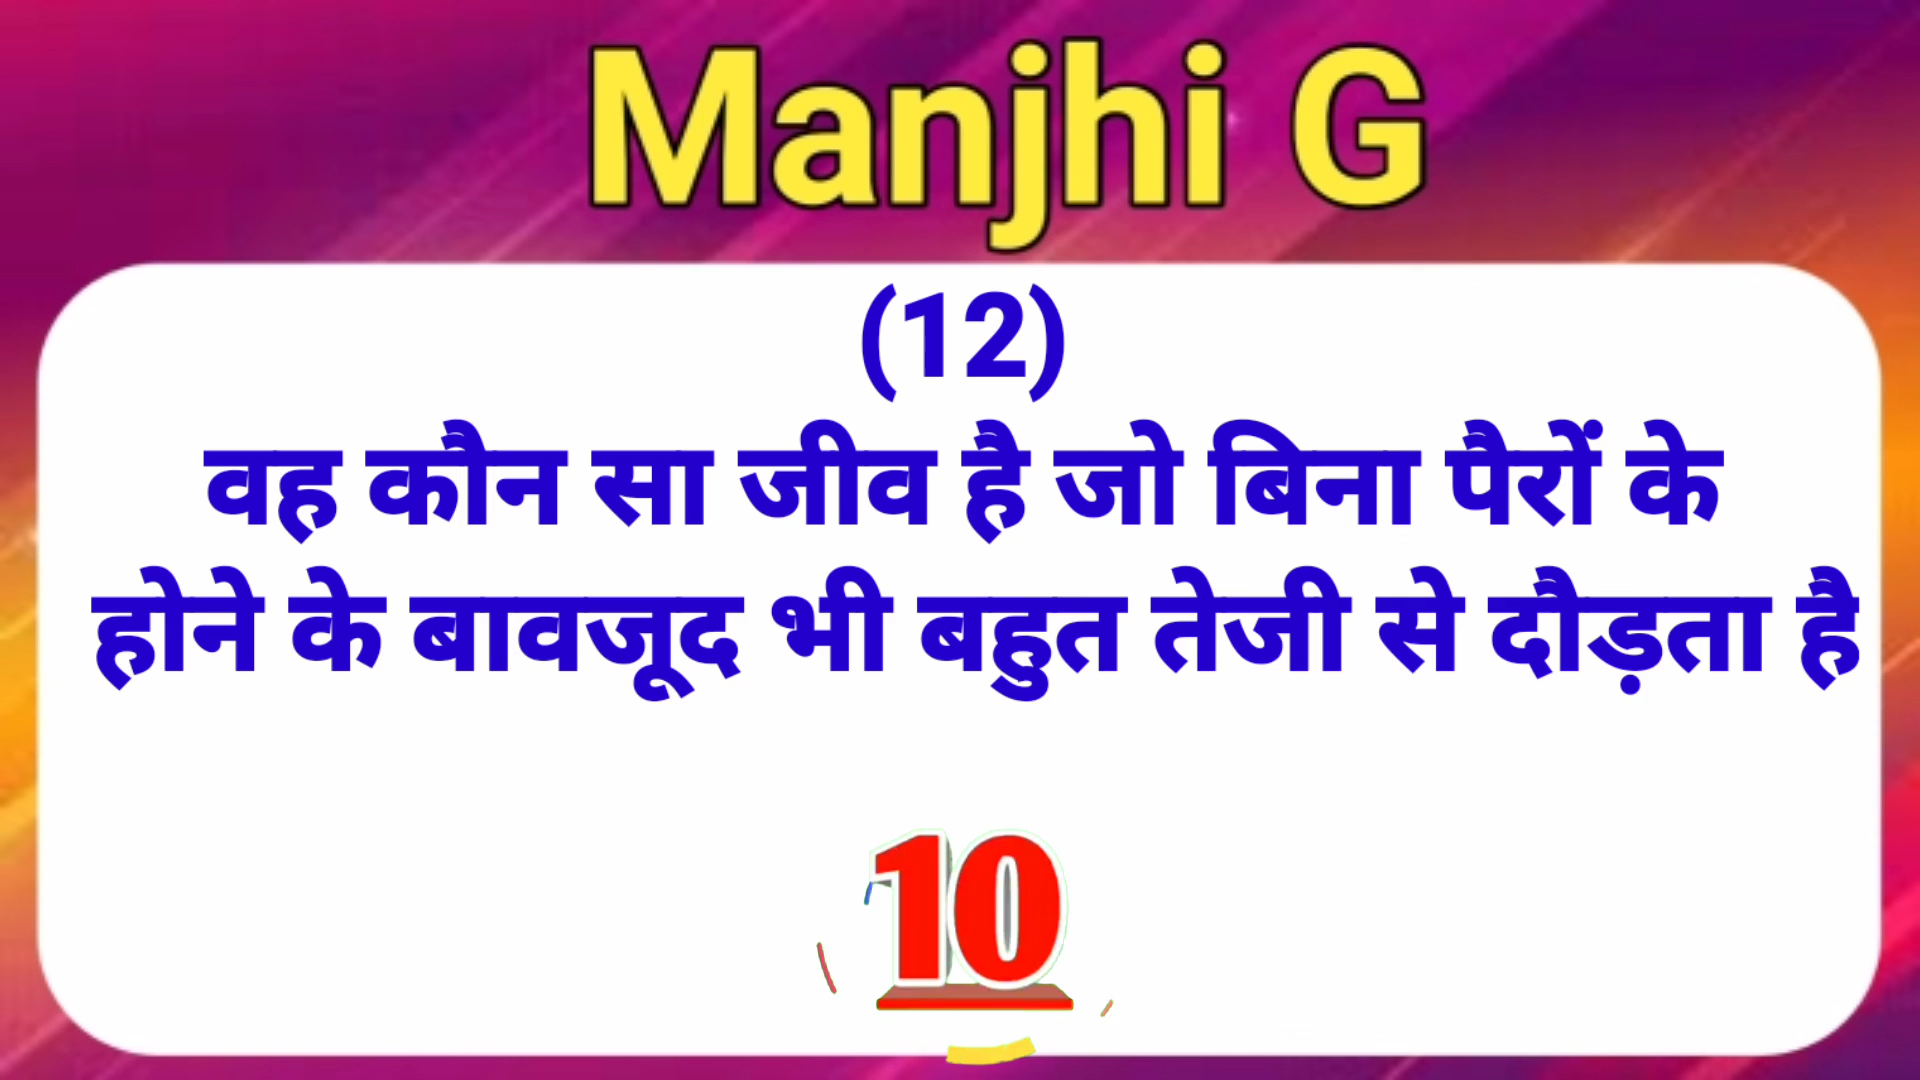 Manjhi G
(12)
वह कौन सा जीव है जो बिना पैरों के
होने के बावजूद भी बहुत तेजी से दौड़ता है
10